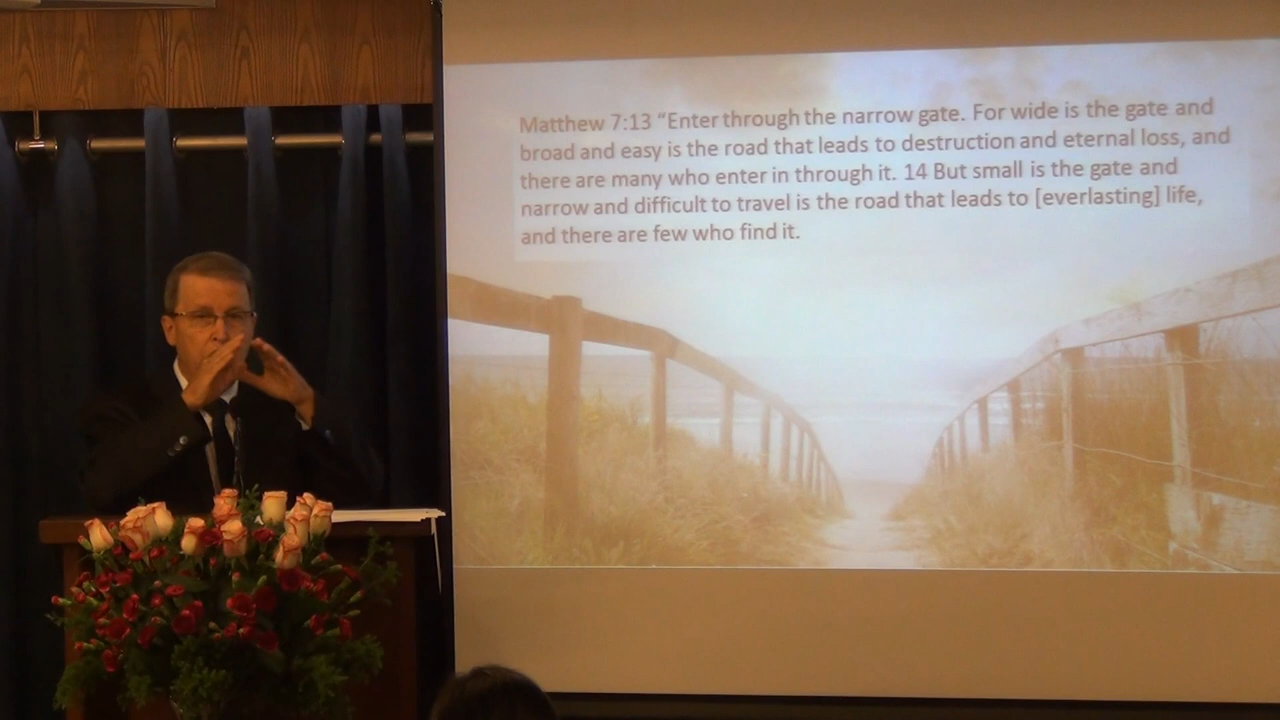 Matthew 7:13 “Enter through the narrow gate. For wide is the gate and
broad and easy is the road that leads to destruction and eternal loss, and
there are many who enter in through it. 14 But small is the gate and
narrow and difficult to travel is the road that leads to [everlasting] life,
and there are few who find it.